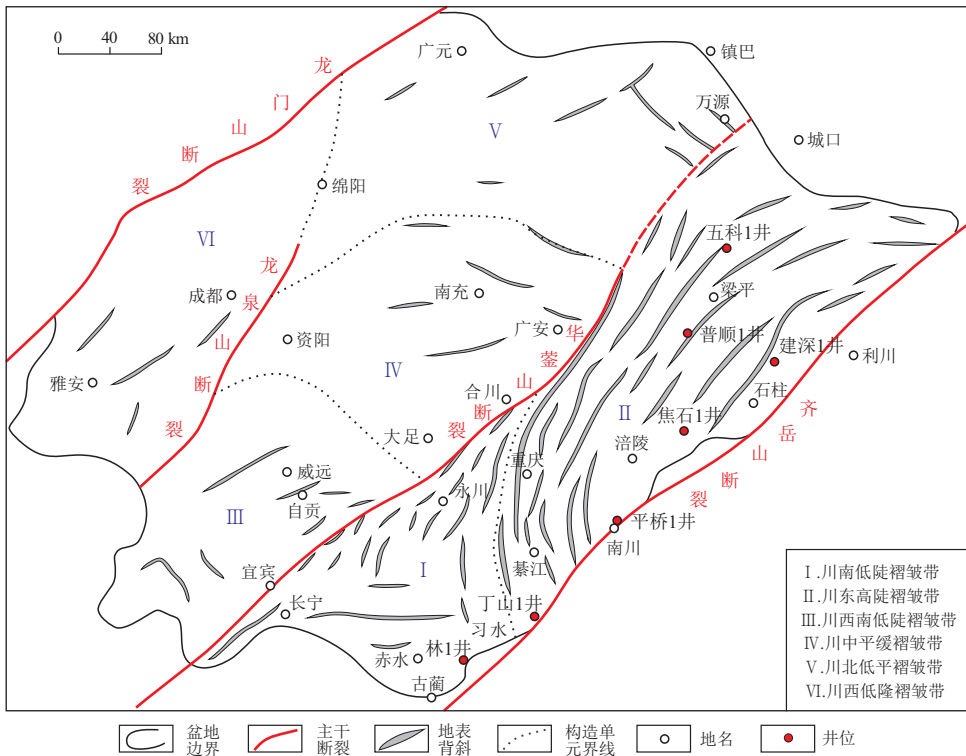 0 40 80 km
广元
镇巴
万源
城口
龙门山断裂
Ⅴ
绵阳
Ⅵ
成都
龙泉山断裂
资阳
南充
广安
华蓥山断裂
五科1井
梁平
普顺1井
建深1井
利川
雅安
Ⅳ
合川
大足
石柱
Ⅱ
焦石1井
涪陵
齐岳山断裂
威远
自贡
重庆
永川
Ⅲ
平桥1井
南川
綦江
宜宾
Ⅰ
长宁
丁山1井
习水
赤水
林1井
古蔺
Ⅰ.川南低陡褶皱带
Ⅱ.川东高陡褶皱带
Ⅲ.川西南低陡褶皱带
Ⅳ.川中平缓褶皱带
Ⅴ.川北低平褶皱带
Ⅵ.川西低隆褶皱带
盆地
边界
主干
断裂
地表
背斜
构造单
元界线
地名
井位